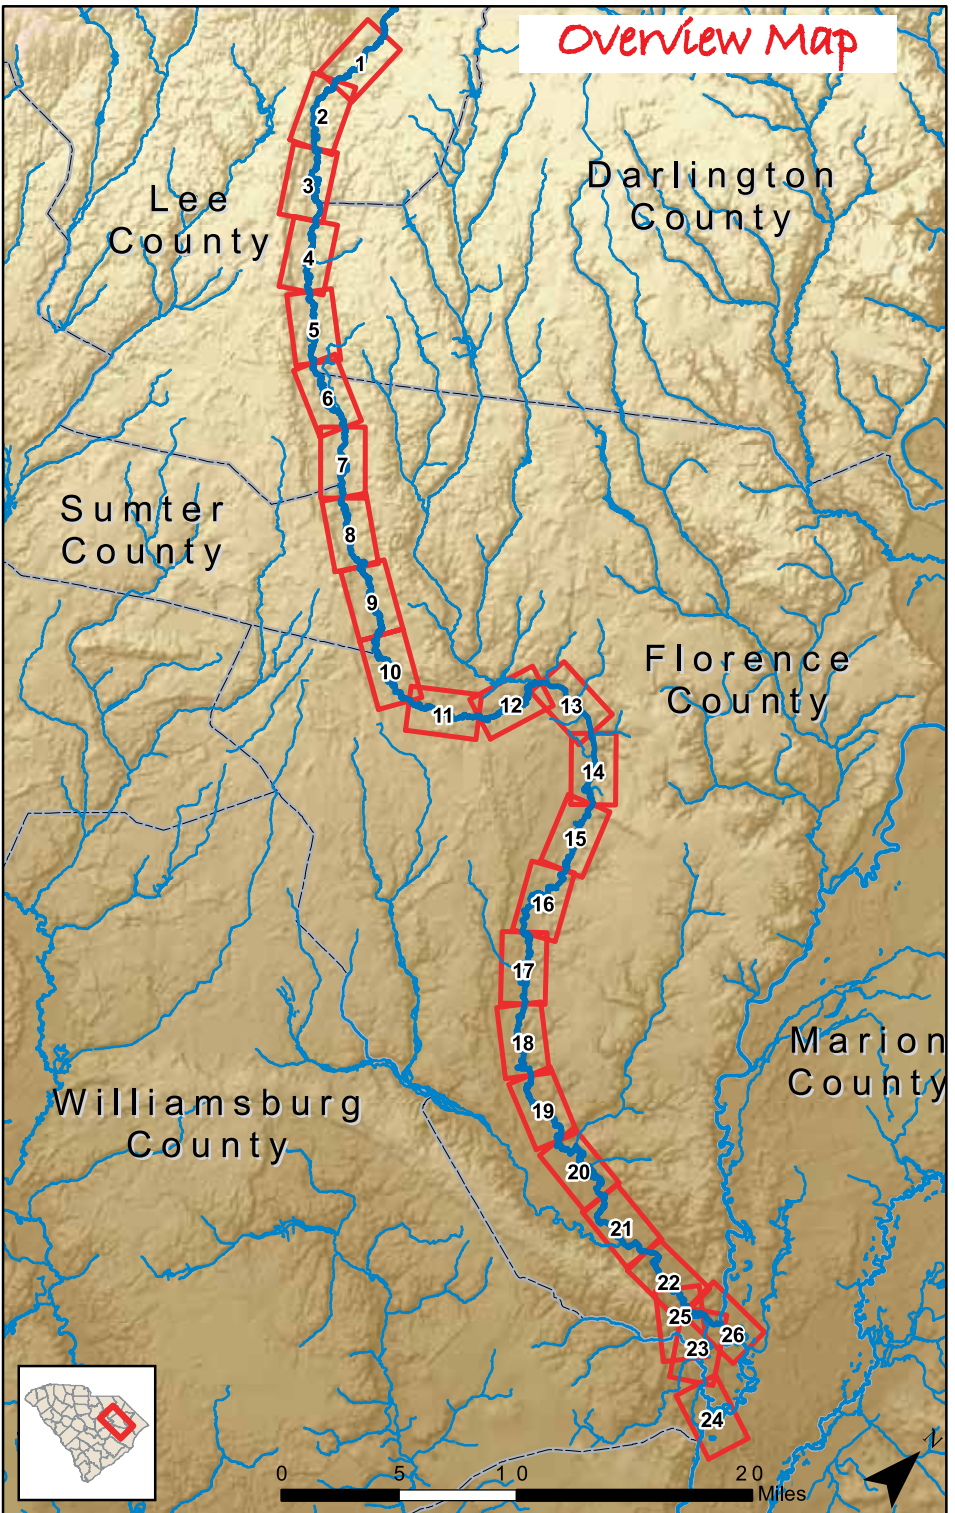 Overview Map
1
2
3
4
5
6
7
8
9
10
11
12
13
14
15
16
17
18
19
20
21
22
25
26
23
24
Lee
County
Darlington
County
Sumter
County
Florence
County
Marion
County
Williamsburg
County
0 5 10 20
Miles
N